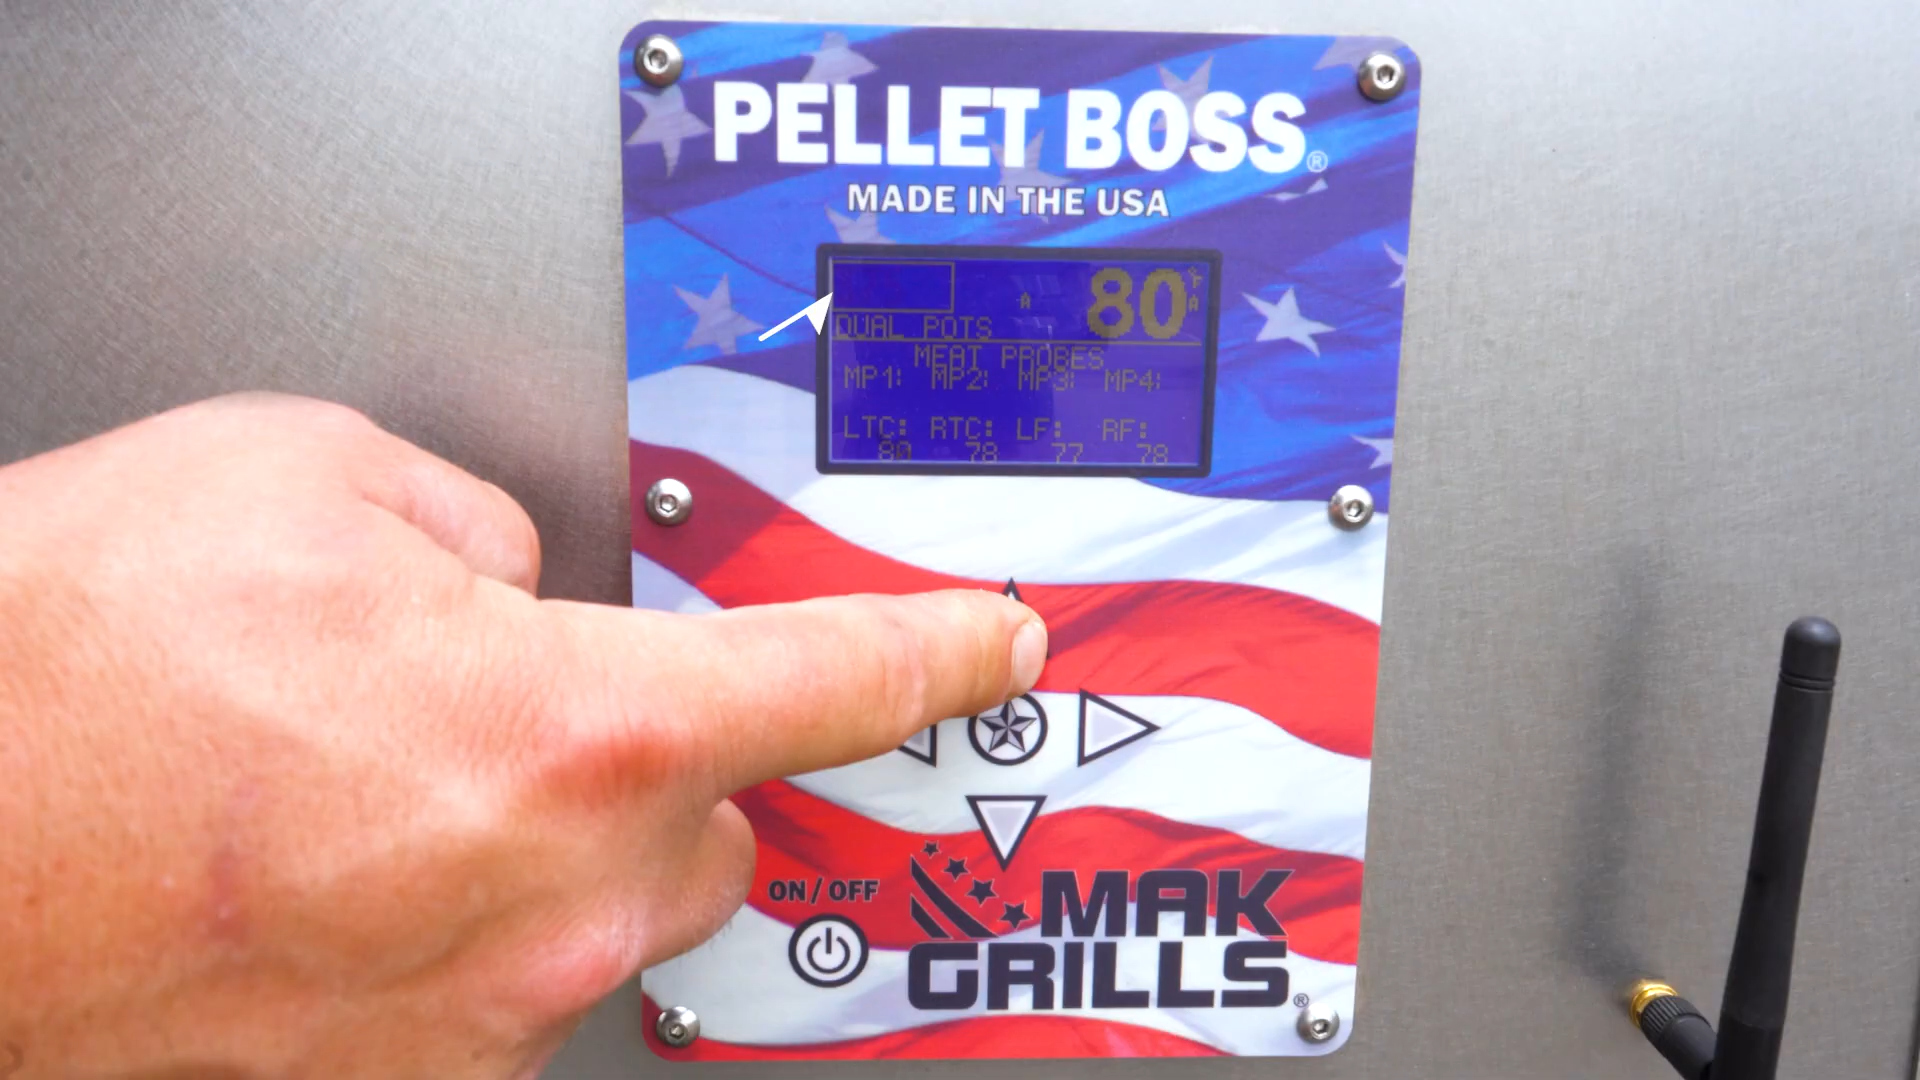 PELLET BOSS®
MADE IN THE USA
A 80 °F A
DUAL POTS
MEAT PROBES
MP1: MP2: MP3: MP4:
LTC: RTC: LF: RF:
80 78 77 78
ON / OFF
MAK
GRILLS®